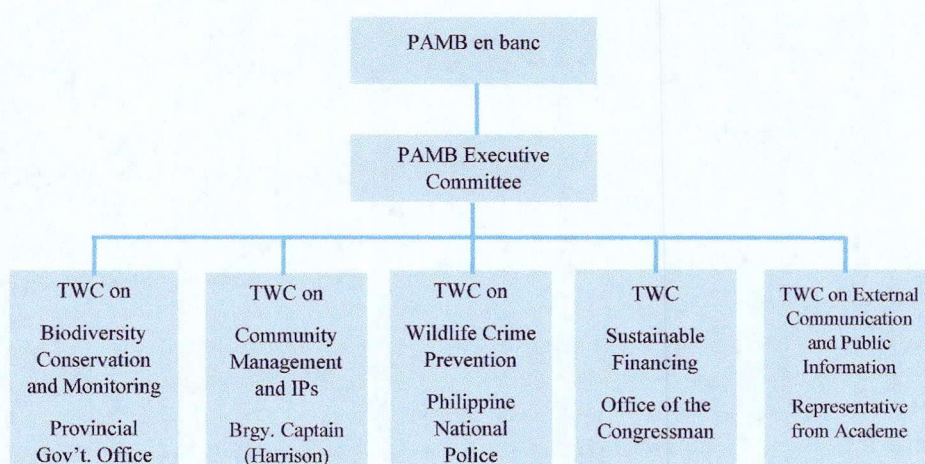 PAMB en banc
PAMB Executive
Committee
TWC on
Biodiversity
Conservation
and Monitoring
Provincial
Gov't. Office
TWC on
Community
Management
and IPs
Brgy. Captain
(Harrison)
TWC on
Wildlife Crime
Prevention
Philippine
National
Police
TWC
Sustainable
Financing
Office of the
Congressman
TWC on External
Communication
and Public
Information
Representative
from Academe